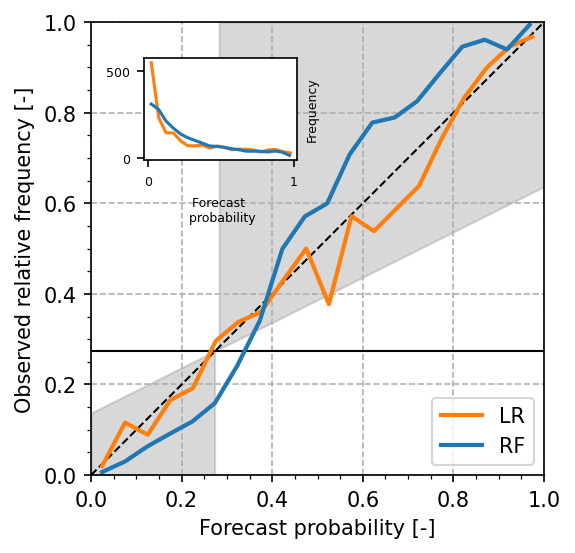 1.0
0.8
0.6
0.4
0.2
0.0
Observed relative frequency [-]
500
0
0
1
Frequency
Forecast
probability
LR
RF
0.0
0.2
0.4
0.6
0.8
1.0
Forecast probability [-]